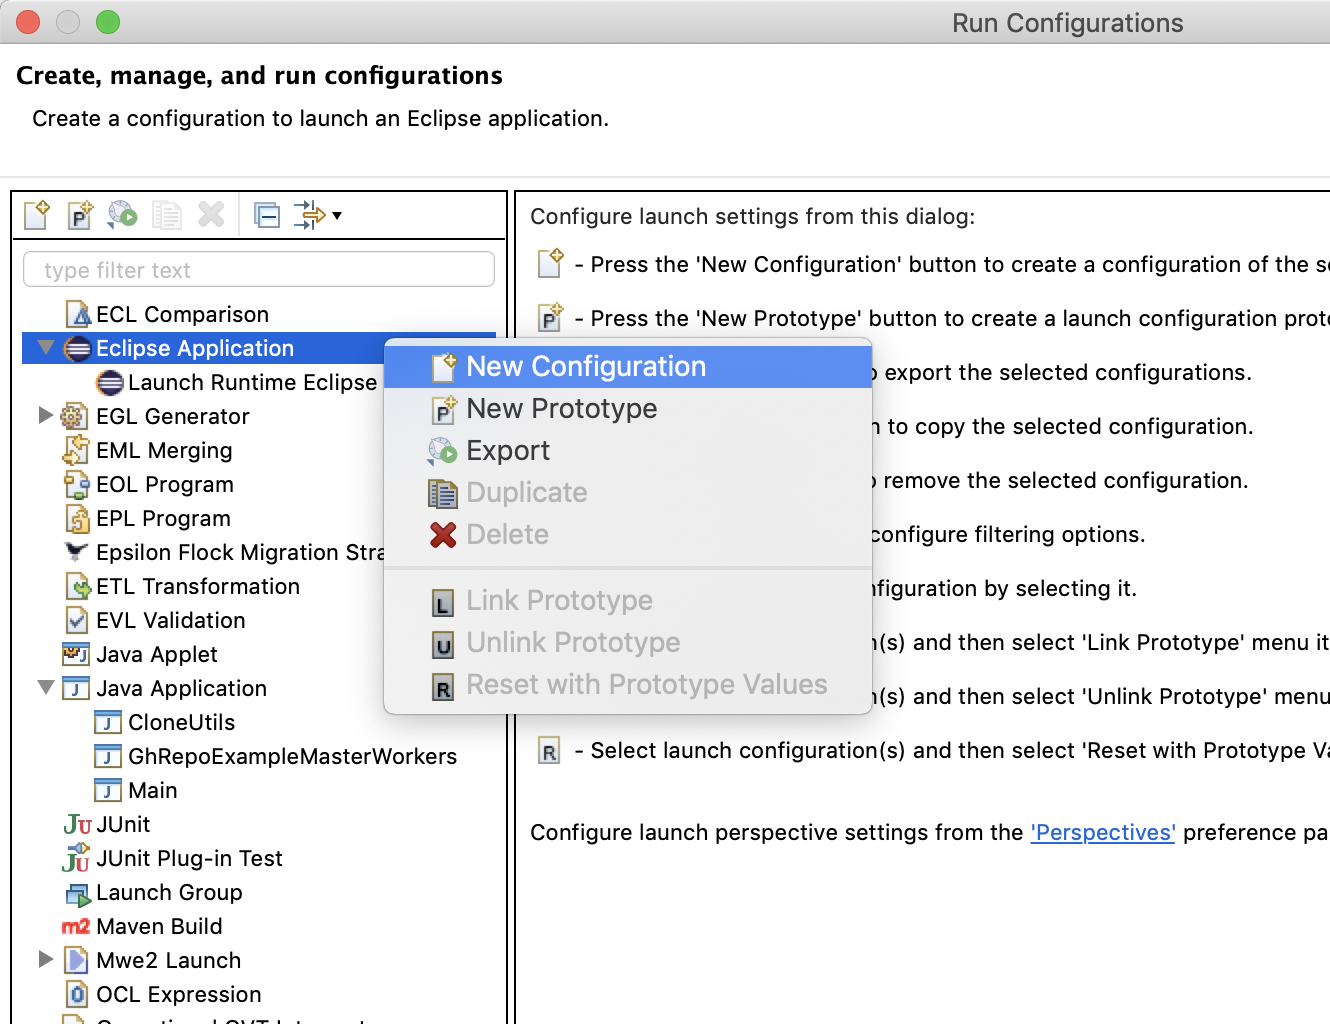 Run Configurations
Create, manage, and run configurations
Create a configuration to launch an Eclipse application.
type filter text
ECL Comparison
Eclipse Application
Launch Runtime Eclipse
EGL Generator
EML Merging
EOL Program
EPL Program
Epsilon Flock Migration Stra
ETL Transformation
EVL Validation
Java Applet
Java Application
CloneUtils
GhRepoExampleMasterWorkers
Main
JUnit
JUnit Plug-in Test
Launch Group
Maven Build
Mwe2 Launch
OCL Expression
New Configuration
New Prototype
Export
Duplicate
Delete
Link Prototype
Unlink Prototype
Reset with Prototype Values
Configure launch settings from this dialog:
- Press the 'New Configuration' button to create a configuration of the
- Press the 'New Prototype' button to create a launch configuration
export the selected configurations.
to copy the selected configuration.
remove the selected configuration.
configure filtering options.
by selecting it.
and then select 'Link Prototype' menu
and then select 'Unlink Prototype' menu
- Select launch configuration(s) and then select 'Reset with Prototype
Configure launch perspective settings from the 'Perspectives' preference